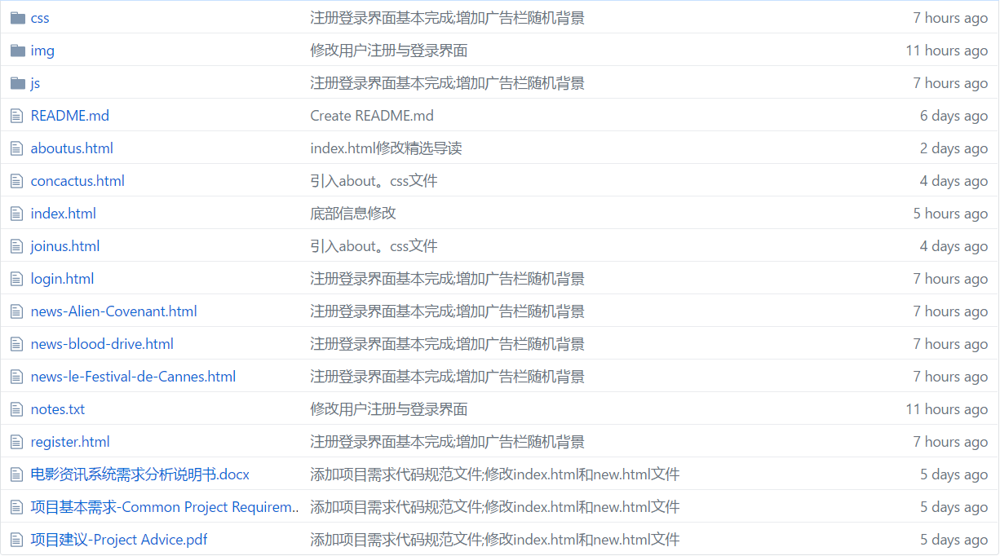 css 注册登录界面基本完成;增加广告栏随机背景 7 hours ago
img 修改用户注册与登录界面 11 hours ago
js 注册登录界面基本完成;增加广告栏随机背景 7 hours ago
README.md Create README.md 6 days ago
aboutus.html index.html修改精选导读 2 days ago
concactus.html 引入about。css文件 4 days ago
index.html 底部信息修改 5 hours ago
joinus.html 引入about。css文件 4 days ago
login.html 注册登录界面基本完成;增加广告栏随机背景 7 hours ago
news-Alien-Covenant.html 注册登录界面基本完成;增加广告栏随机背景 7 hours ago
news-blood-drive.html 注册登录界面基本完成;增加广告栏随机背景 7 hours ago
news-le-Festival-de-Cannes.html 注册登录界面基本完成;增加广告栏随机背景 7 hours ago
notes.txt 修改用户注册与登录界面 11 hours ago
register.html 注册登录界面基本完成;增加广告栏随机背景 7 hours ago
电影资讯系统需求分析说明书.docx 添加项目需求代码规范文件;修改index.html和new.html文件 5 days ago
项目基本需求-Common Project Requirem.. 添加项目需求代码规范文件;修改index.html和new.html文件 5 days ago
项目建议-Project Advice.pdf 添加项目需求代码规范文件;修改index.html和new.html文件 5 days ago